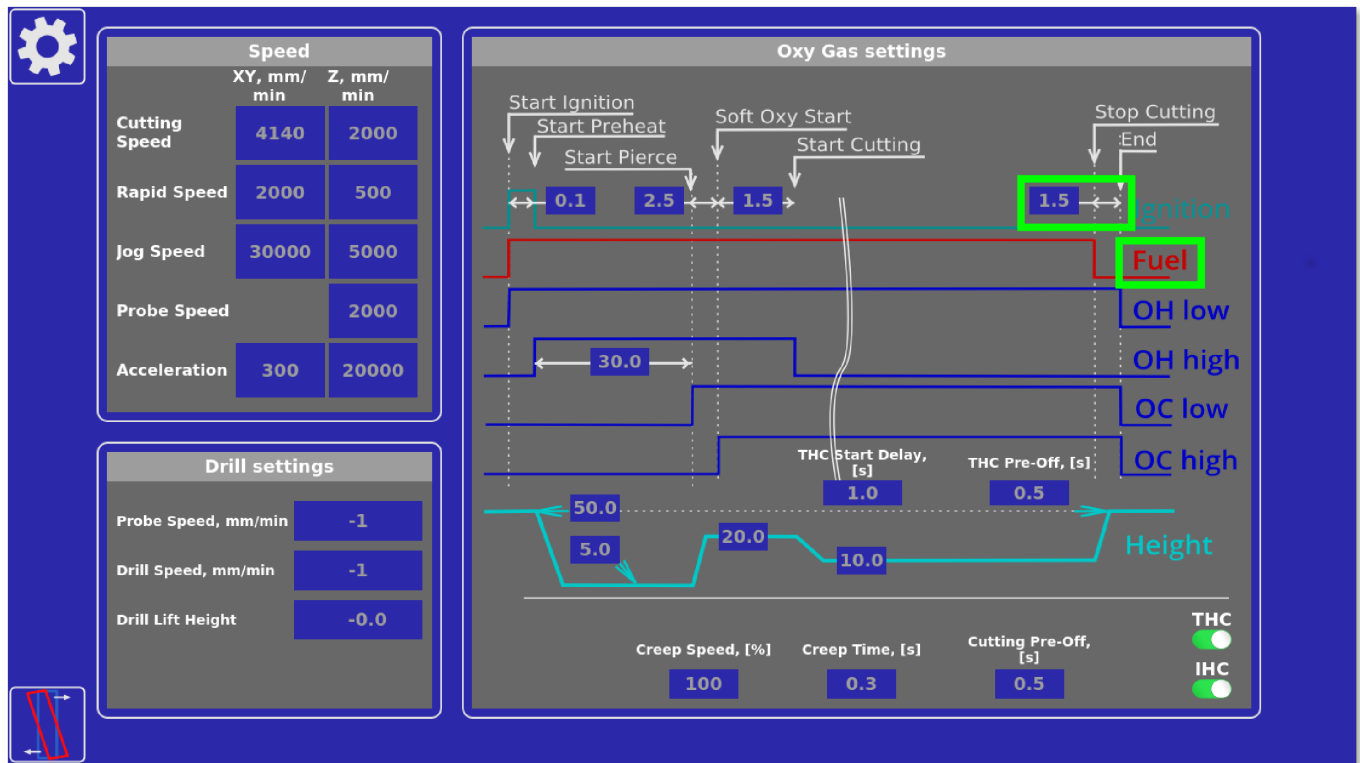 Speed
XY, mm/
min
Z, mm/
min
Cutting
Speed
4140
2000
Rapid Speed
2000
500
Jog Speed
30000
5000
Probe Speed
2000
Acceleration
300
20000
Drill settings
Probe Speed, mm/min
-1
Drill Speed, mm/min
-1
Drill Lift Height
-0.0
Oxy Gas settings
Start Ignition
Start Preheat
Start Pierce
Soft Oxy Start
Start Cutting
Stop Cutting
End
0.1
2.5
1.5
1.5
Ignition
Fuel
OH low
OH high
30.0
OC low
OC high
THC Start Delay,
[s]
1.0
THC Pre-Off, [s]
0.5
50.0
5.0
20.0
10.0
Height
THC
IHC
Creep Speed, [%]
100
Creep Time, [s]
0.3
Cutting Pre-Off,
[s]
0.5